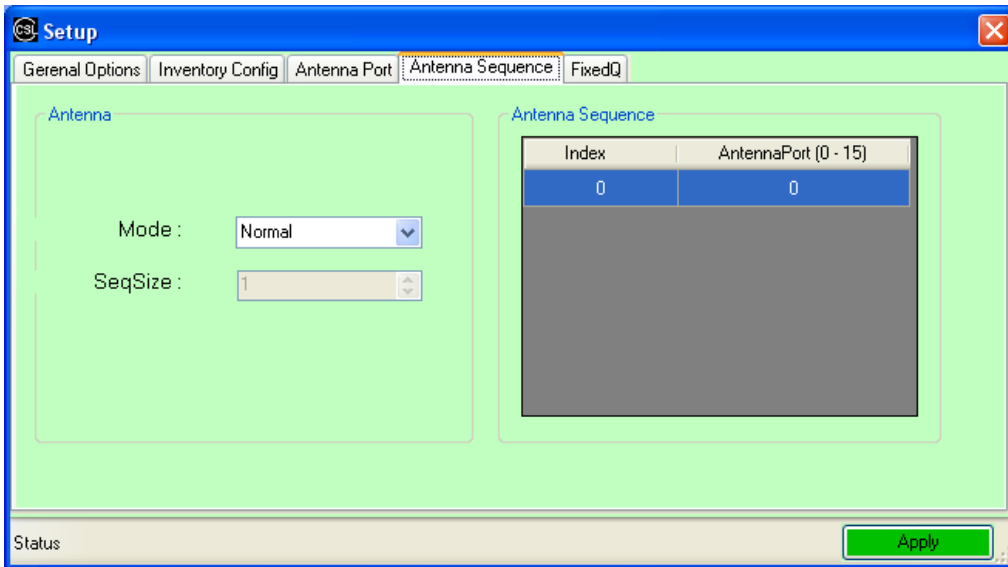 CSL Setup
Gerenal Options Inventory Config Antenna Port Antenna Sequence FixedQ
Antenna
Mode :
Normal
SeqSize :
1
Antenna Sequence
Index AntennaPort (0 - 15)
0 0
Status
Apply